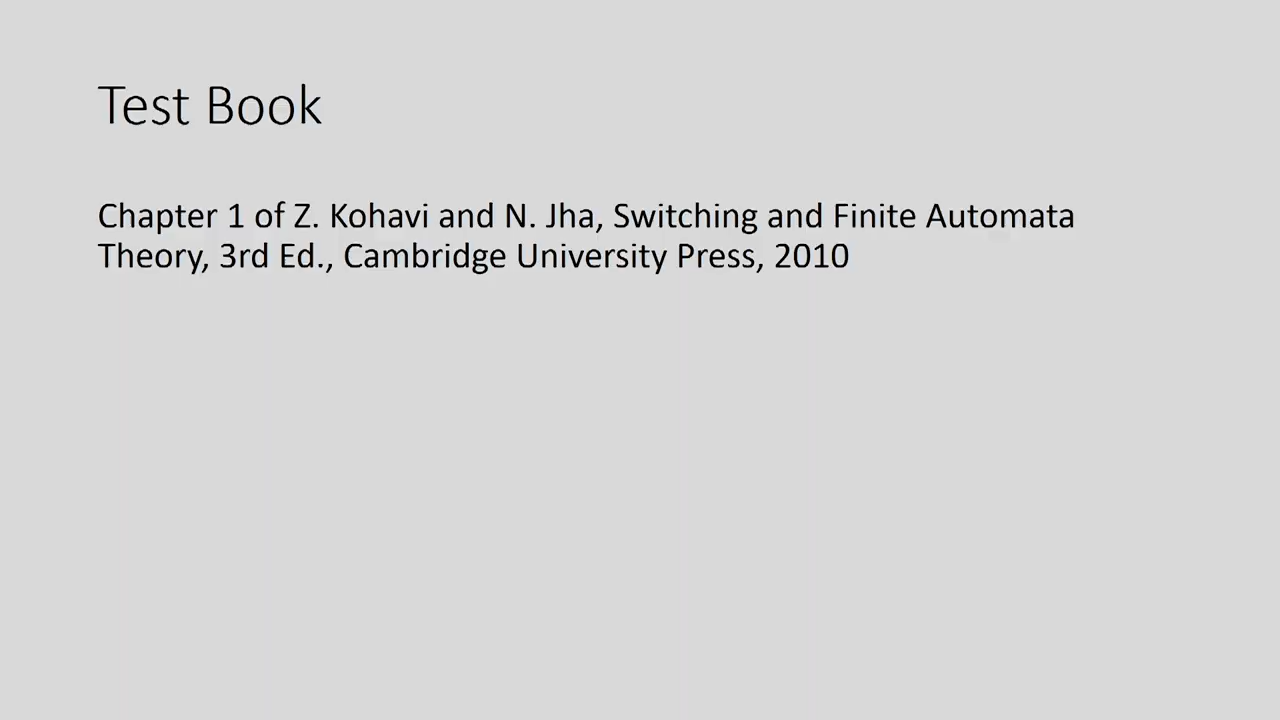 Test Book
Chapter 1 of Z. Kohavi and N. Jha, Switching and Finite Automata
Theory, 3rd Ed., Cambridge University Press, 2010